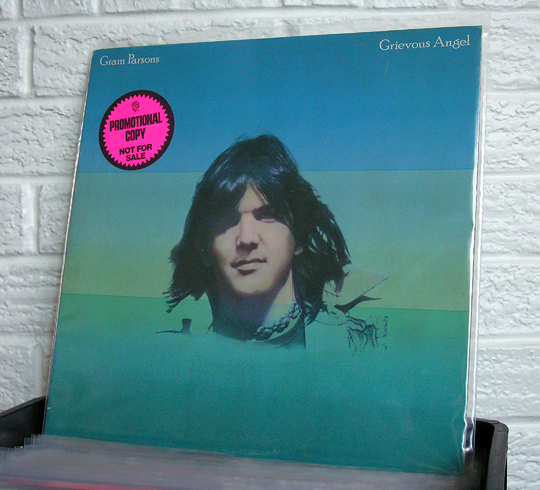 Gram Parsons
Grievous Angel
PROMOTIONAL
COPY
NOT FOR
SALE